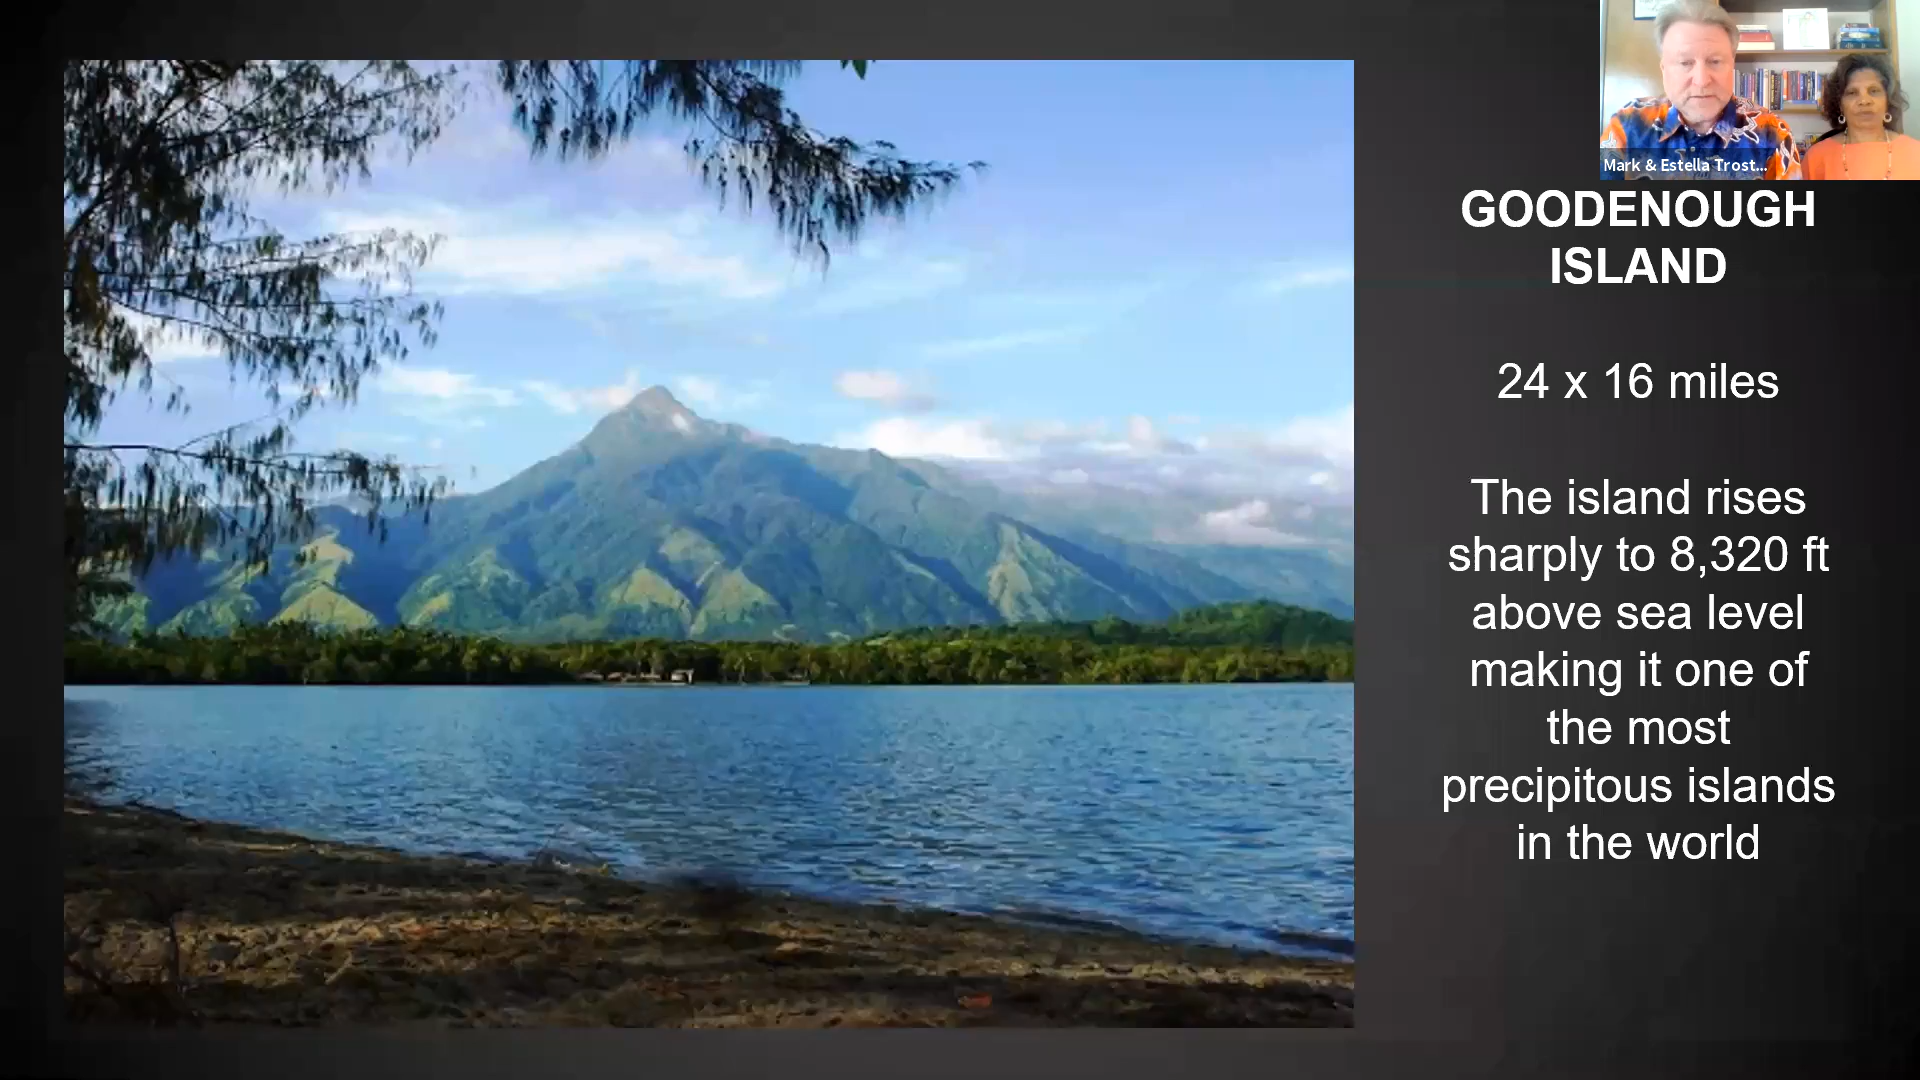 Mark & Estella Trost...
GOODENOUGH
ISLAND
24 x 16 miles
The island rises
sharply to 8,320 ft
above sea level
making it one of
the most
precipitous islands
in the world